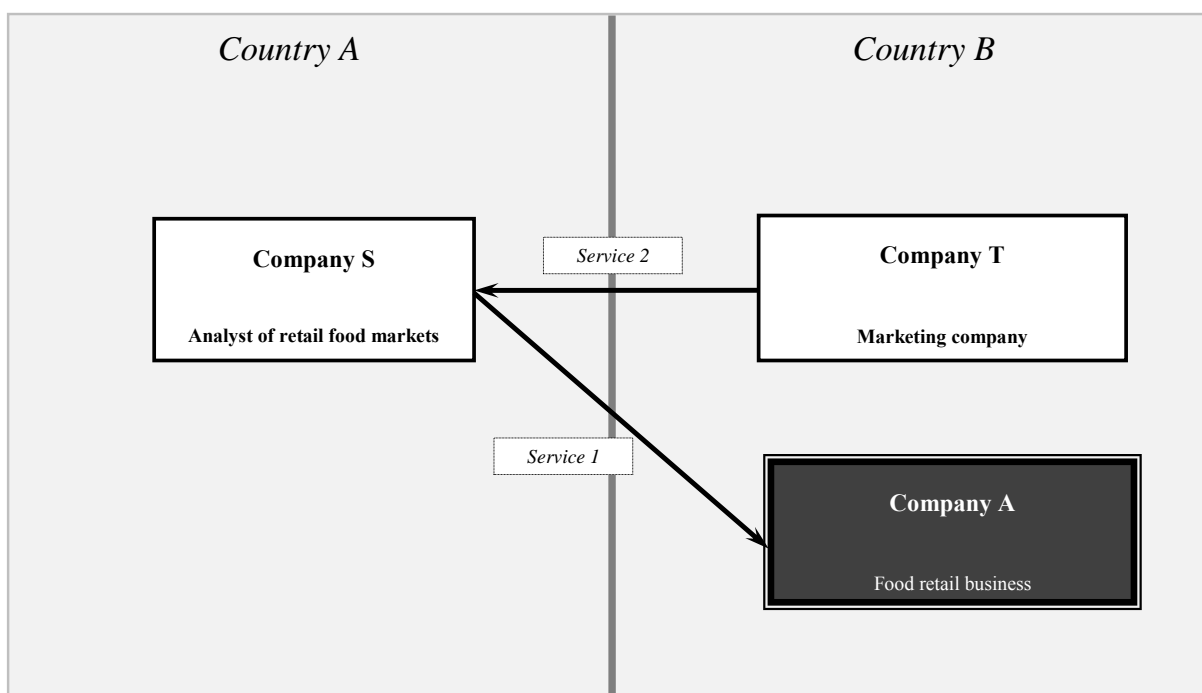 Country A
Country B
Company S
Analyst of retail food markets
Service 2
Company T
Marketing company
Service 1
Company A
Food retail business